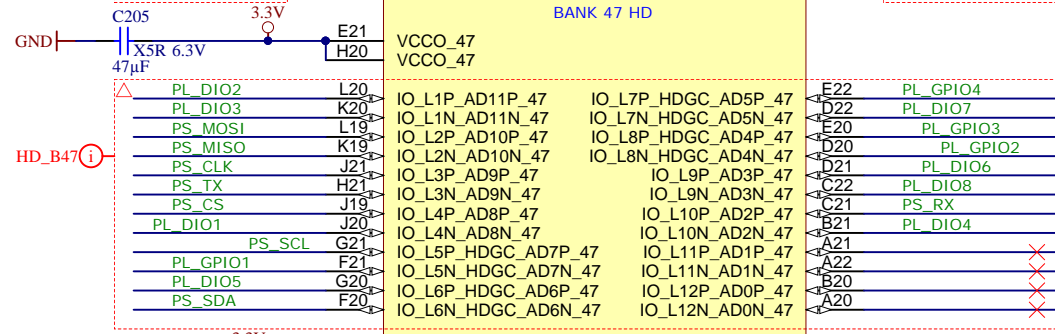 BANK 47 HD
C205
3.3V
GND
X5R 6.3V
47µF
E21 VCCO_47
H20 VCCO_47
PL_DIO2 L20 IO_L1P_AD11P_47 IO_L7P_HDGC_AD5P_47 E22 PL_GPIO4
PL_DIO3 K20 IO_L1N_AD11N_47 IO_L7N_HDGC_AD5N_47 D22 PL_DIO7
PS_MOSI L19 IO_L2P_AD10P_47 IO_L8P_HDGC_AD4P_47 E20 PL_GPIO3
HD_B47 i PS_MISO K19 IO_L2N_AD10N_47 IO_L8N_HDGC_AD4N_47 D20 PL_GPIO2
PS_CLK J21 IO_L3P_AD9P_47 IO_L9P_AD3P_47 D21 PL_DIO6
PS_TX H21 IO_L3N_AD9N_47 IO_L9N_AD3N_47 C22 PL_DIO8
PS_CS J19 IO_L4P_AD8P_47 IO_L10P_AD2P_47 C21 PS_RX
PL_DIO1 J20 IO_L4N_AD8N_47 IO_L10N_AD2N_47 B21 PL_DIO4
PS_SCL G21 IO_L5P_HDGC_AD7P_47 IO_L11P_AD1P_47 A21
PL_GPIO1 F21 IO_L5N_HDGC_AD7N_47 IO_L11N_AD1N_47 A22
PL_DIO5 G20 IO_L6P_HDGC_AD6P_47 IO_L12P_AD0P_47 B20
PS_SDA F20 IO_L6N_HDGC_AD6N_47 IO_L12N_AD0N_47 A20